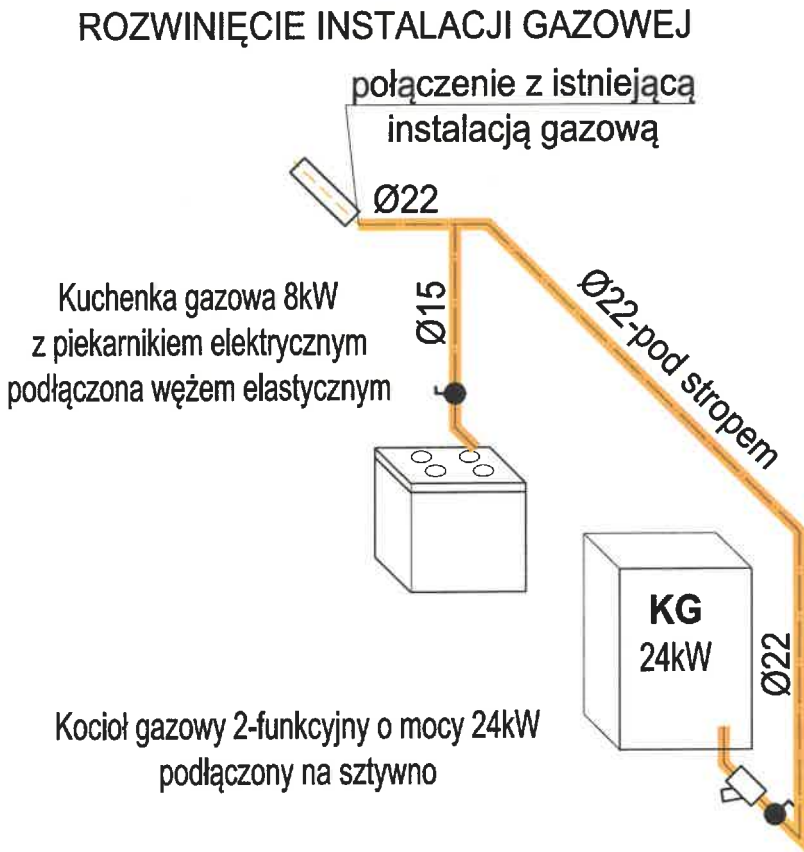 ROZWINIĘCIE INSTALACJI GAZOWEJ
połączenie z istniejącą
instalacją gazową
Ø22
Ø15
Ø22-pod stropem
Kuchenka gazowa 8kW
z piekarnikiem elektrycznym
podłączona wężem elastycznym
KG
24kW
Ø22
Kocioł gazowy 2-funkcyjny o mocy 24kW
podłączony na sztywno